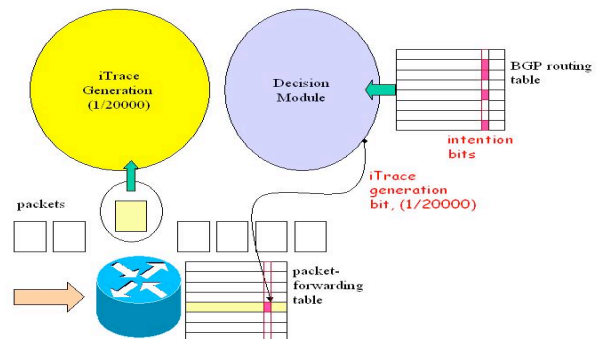 iTrace
Generation
(1/20000)
Decision
Module
BGP routing
table
intention
bits
iTrace
generation
bit, (1/20000)
packets
packet-
forwarding
table